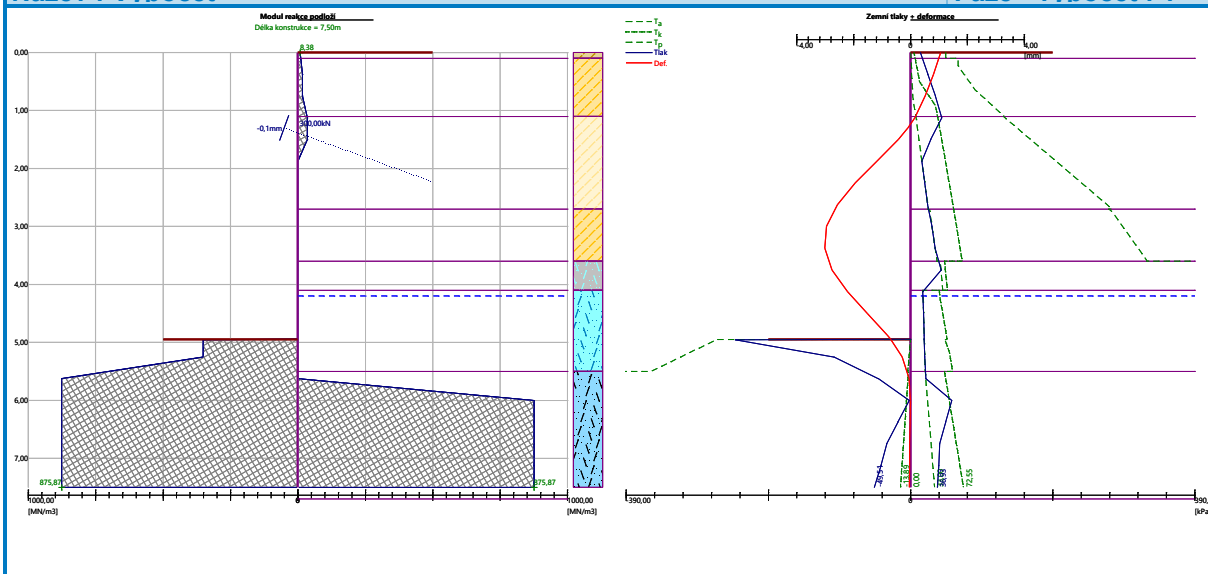 Modul reakce podloží
Délka konstrukce = 7,50m
8,38
0,00
1,00
2,00
3,00
4,00
5,00
6,00
7,00
-0,1mm
300,00kN
875,87
875,87
1000,00
0
1000,00
[MN/m3]
[MN/m3]
Ta
Tk
Tp
Tlak
Def.
Zemní tlaky + deformace
-4,00
0
4,00
[mm]
-49,51
-13,89
0,00
72,55
-390,00
0
390,
[kPa